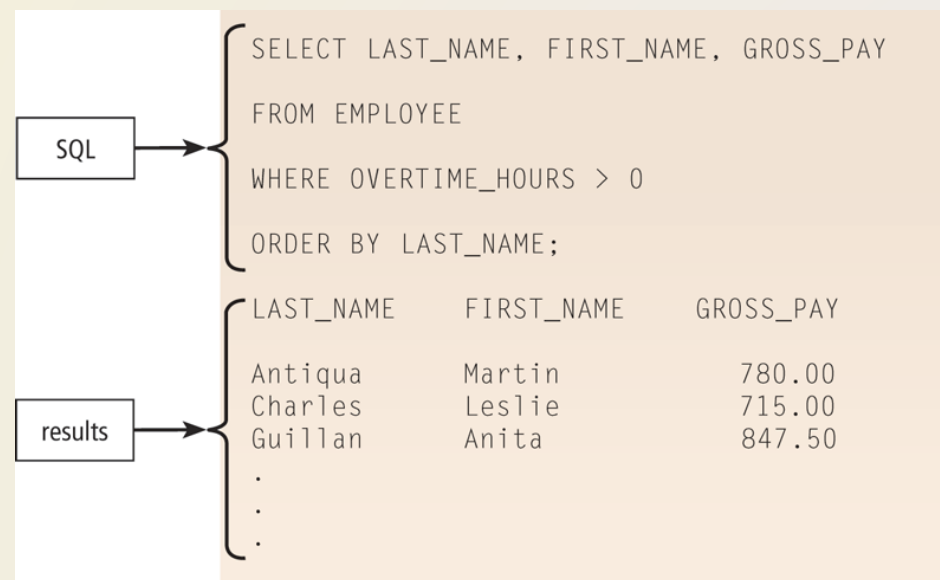 SELECT LAST_NAME, FIRST_NAME, GROSS_PAY
FROM EMPLOYEE
SQL
WHERE OVERTIME_HOURS > 0
ORDER BY LAST_NAME;
LAST_NAME FIRST_NAME GROSS_PAY
Antiqua Martin 780.00
Charles Leslie 715.00
results
Guillan Anita 847.50
.
.
.